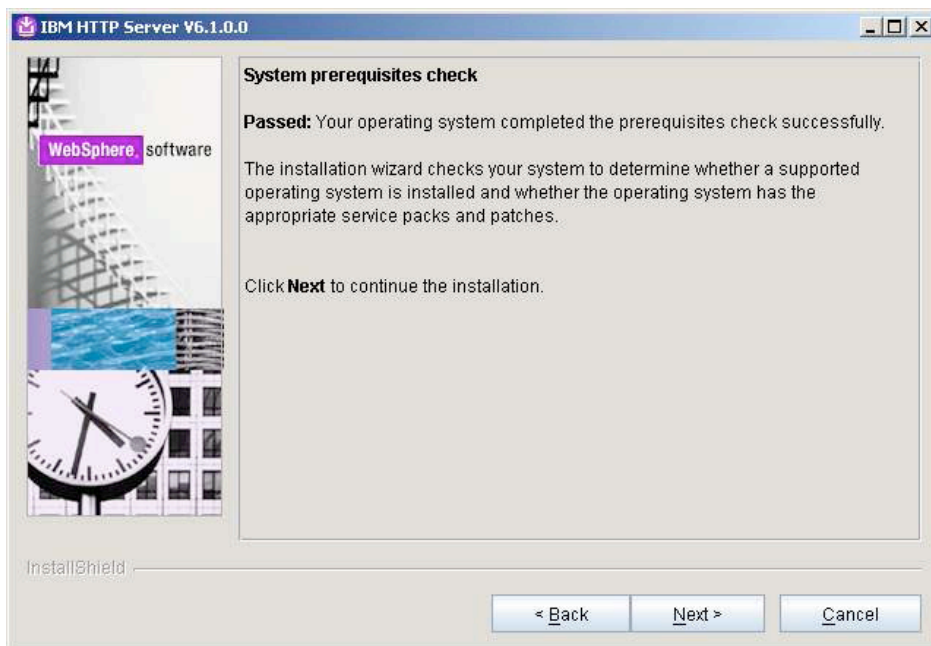 IBM HTTP Server V6.1.0.0
WebSphere. software
System prerequisites check
Passed: Your operating system completed the prerequisites check successfully.
The installation wizard checks your system to determine whether a supported
operating system is installed and whether the operating system has the
appropriate service packs and patches.
Click Next to continue the installation.
InstallShield
< Back
Next >
Cancel